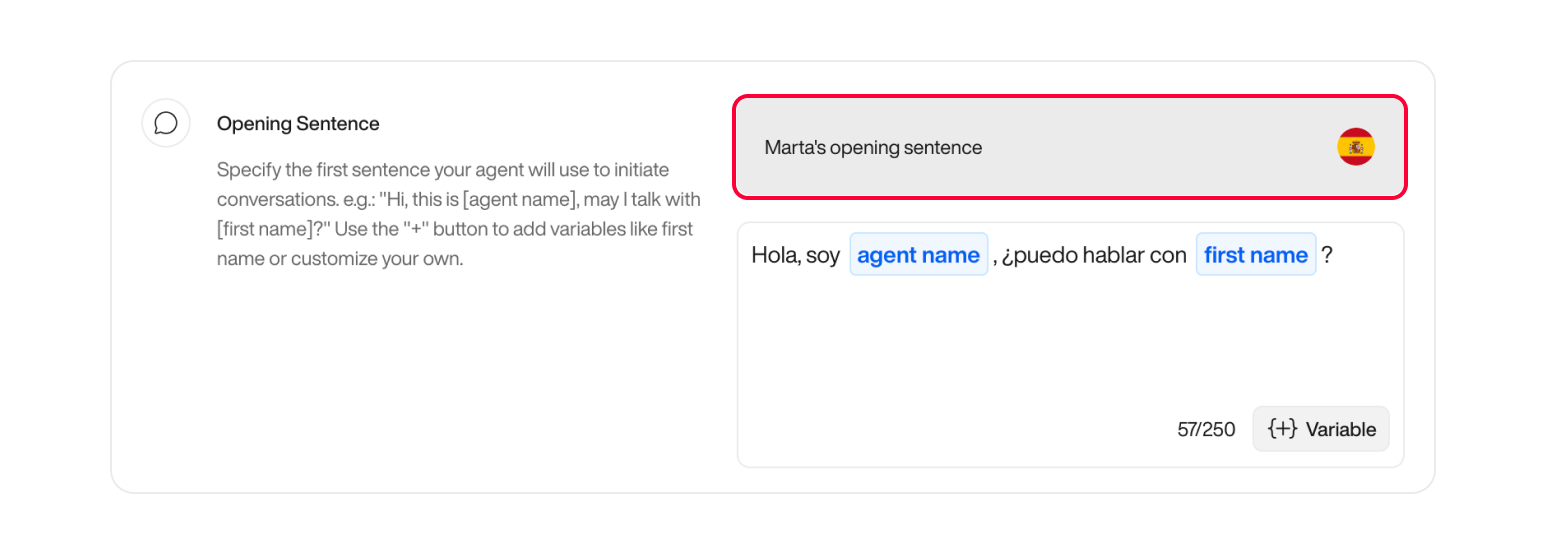 Opening Sentence
Specify the first sentence your agent will use to initiate
conversations. e.g.: "Hi, this is [agent name], may I talk with
[first name]?" Use the "+" button to add variables like first
name or customize your own.
Marta's opening sentence
Hola, soy agent name , ¿puedo hablar con first name ?
57/250 {+} Variable